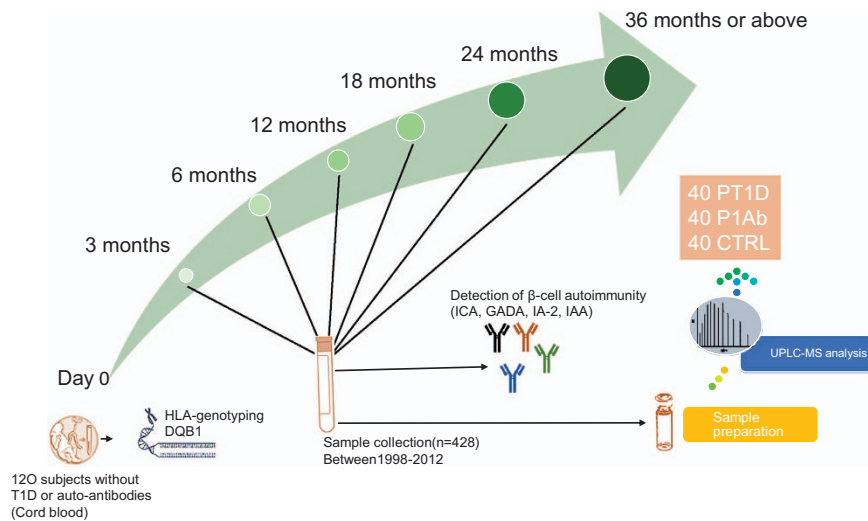 36 months or above
24 months
18 months
12 months
6 months
3 months
Day 0
40 PT1D
40 P1Ab
40 CTRL
Detection of β-cell autoimmunity
(ICA, GADA, IA-2, IAA)
UPLC-MS analysis
HLA-genotyping
DQB1
Sample
preparation
Sample collection(n=428)
Between1998-2012
12O subjects without
T1D or auto-antibodies
(Cord blood)